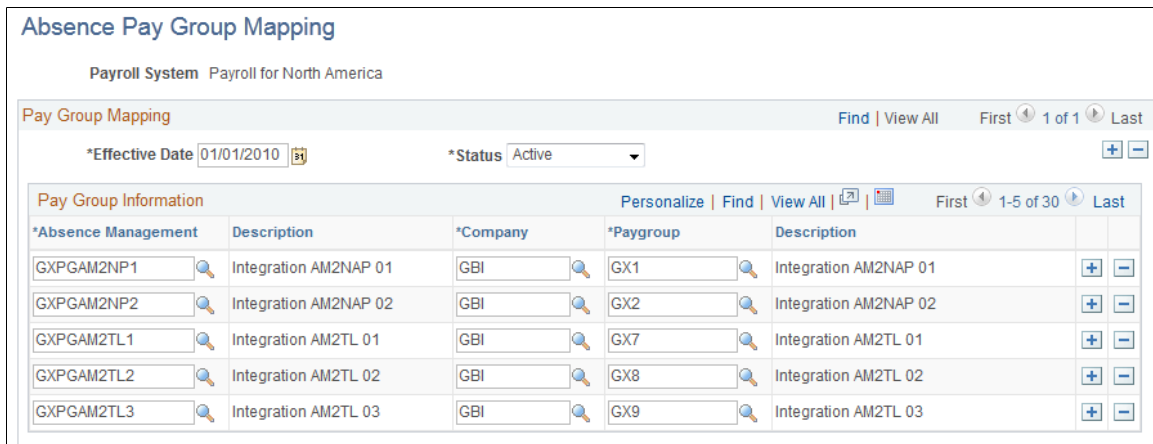 Absence Pay Group Mapping
Payroll System Payroll for North America
Pay Group Mapping Find | View All First 1 of 1 Last
*Effective Date 01/01/2010 31 *Status Active
Pay Group Information Personalize | Find | View All | | First 1-5 of 30 Last
*Absence Management Description *Company *Paygroup Description
GXPGAM2NP1 Integration AM2NAP 01 GBI GX1 Integration AM2NAP 01
GXPGAM2NP2 Integration AM2NAP 02 GBI GX2 Integration AM2NAP 02
GXPGAM2TL1 Integration AM2TL 01 GBI GX7 Integration AM2TL 01
GXPGAM2TL2 Integration AM2TL 02 GBI GX8 Integration AM2TL 02
GXPGAM2TL3 Integration AM2TL 03 GBI GX9 Integration AM2TL 03